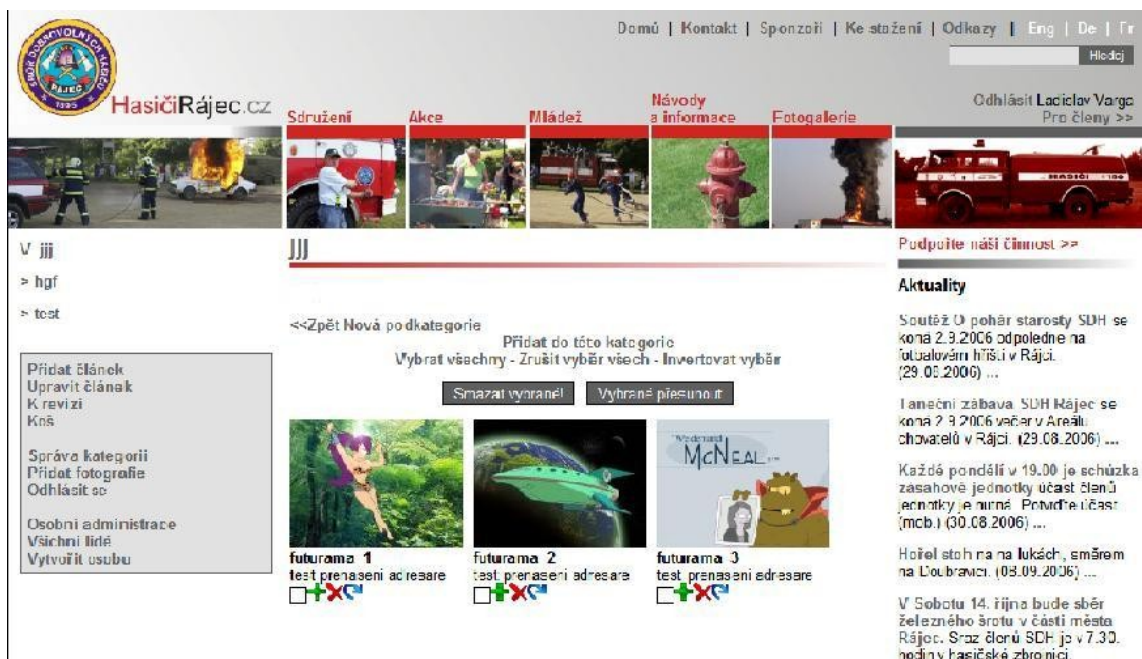 Domů | Kontakt | Sponzoři | Ke stažení | Odkazy || Eng | De | Fr
Hledej
SBOR DOBROVOLNÝCH HASIČŮ
RÁJEC
1895
HasičiRájec.cz
Sdružení
Akce
Mládež
Návody
a informace
Fotogalerie
Odhlásit Ladislav Varga
Pro členy >>
HASIČI
V jjj
> hgf
> test
Přidat článek
Upravit článek
K revizi
Koš
Správa kategorii
Přidat fotografie
Odhlásit se
Osobní administrace
Všichni lidé
Vytvořit osobu
jjj
<<Zpět Nová podkategorie
Přidat do této kategorie
Vybrat všechny - Zrušit výběr všech - Invertovat výběr
Smazat vybrané!
Vybrané přesunout
MCNEAL
futurama 1
test prenaseni adresare
futurama 2
test prenaseni adresare
futurama 3
test prenaseni adresare
Podpořte náši činnost >>
Aktuality
Soutěž O pohár starosty SDH se
koná 2.9.2006 odpoledne na
fotbalovém hřišti v Rájci.
(29.08.2006) ...
Taneční zábava SDH Rájec se
koná 2.9.2006 večer v Areálu
chovatelů v Rájci. (29.08.2006) ....
Každé pondělí v 19.00 je schůzka
zásahové jednotky účast členů
jednotky je nutná. Potvrďte účast
(mob.) (30.08.2006) ...
Hořel stoh na na lukách, směrem
na Doubravici. (08.09.2006) ....
V Sobotu 14. října bude sběr
železného šrotu v části města
Rájec. Sraz členů SDH je v 7.30.
hodin v hasičské zbrojnici.